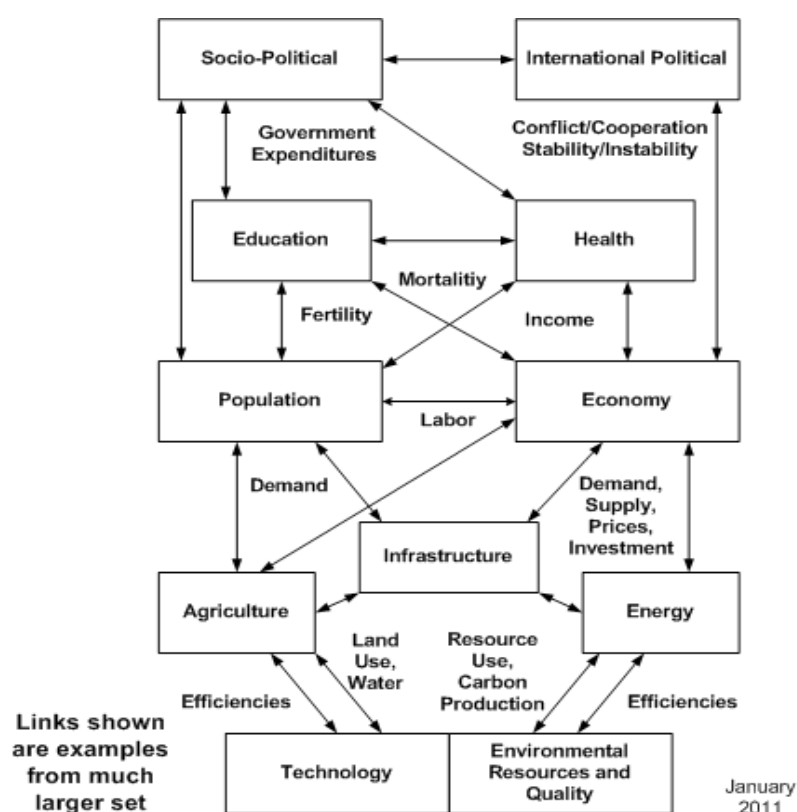 Socio-Political
International Political
Government
Expenditures
Conflict/Cooperation
Stability/Instability
Education
Health
Mortalitiy
Fertility
Income
Population
Economy
Labor
Demand
Demand,
Supply,
Prices,
Investment
Infrastructure
Agriculture
Energy
Land
Use,
Water
Resource
Use,
Carbon
Production
Efficiencies
Efficiencies
Links shown
are examples
from much
larger set
Technology
Environmental
Resources and
Quality
January
2011